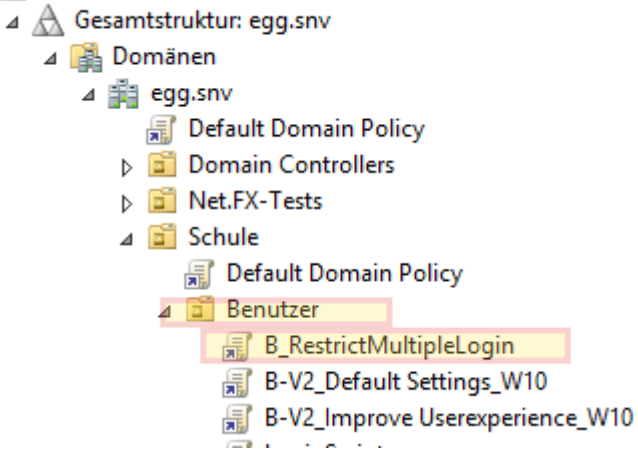 Gesamtstruktur: egg.snv
Domänen
egg.snv
Default Domain Policy
Domain Controllers
Net.FX-Tests
Schule
Default Domain Policy
Benutzer
B_RestrictMultipleLogin
B-V2_Default Settings_W10
B-V2_Improve Userexperience_W10